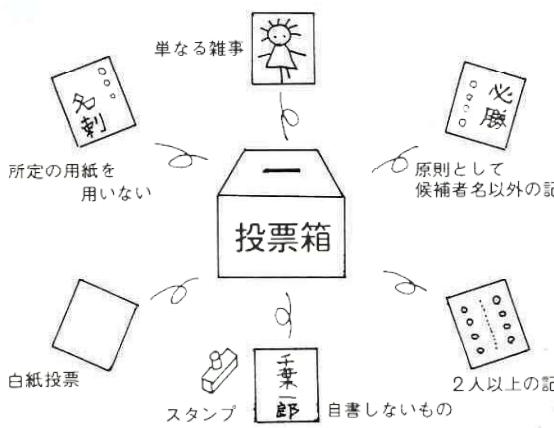 単なる雑事
名刺
必勝
所定の用紙を
用いない
原則として
候補者名以外の記
投票箱
白紙投票
スタンプ
千葉一郎
自書しないもの
2人以上の記